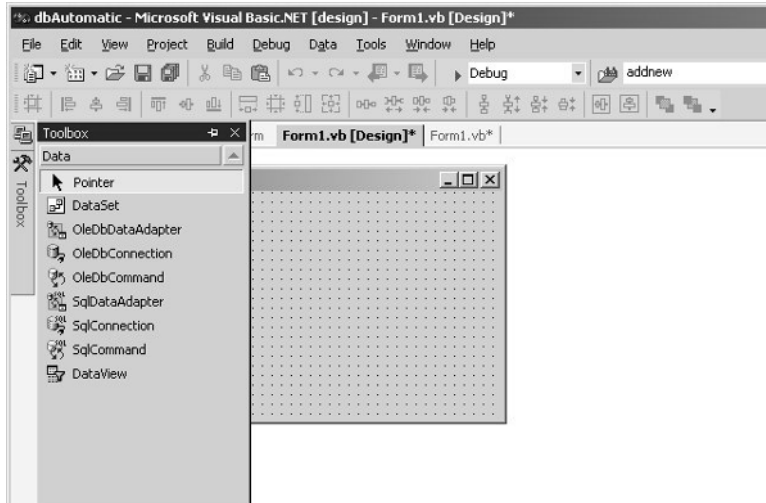 dbAutomatic - Microsoft Visual Basic.NET [design] - Form1.vb [Design]*
File Edit View Project Build Debug Data Tools Window Help
Debug addnew
Toolbox
Form1.vb [Design]* Form1.vb*
Data
Toolbox
Pointer
DataSet
OleDbDataAdapter
OleDbConnection
OleDbCommand
SqlDataAdapter
SqlConnection
SqlCommand
DataView